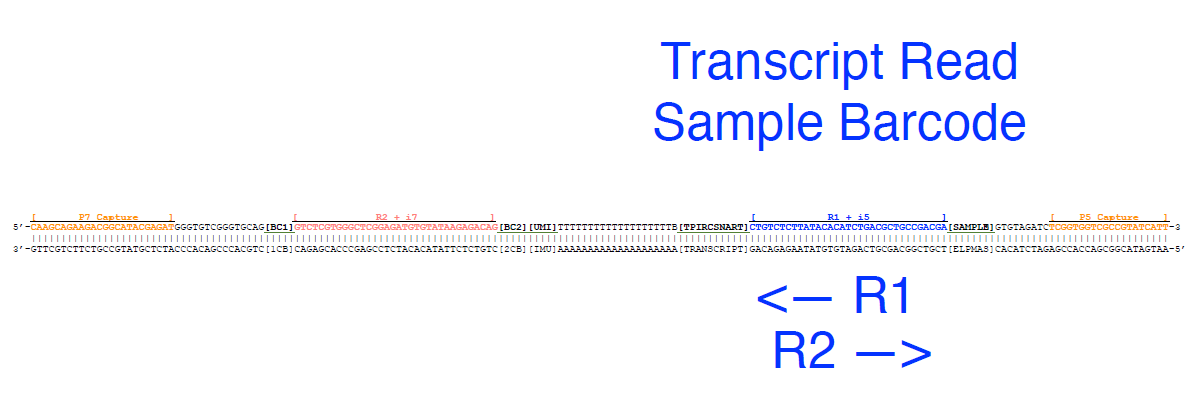 Transcript Read
Sample Barcode
[ P7 Capture ] [ R2 + i7 ] [ R1 + i5 ] [ P5 Capture ]
5’-CAAGCAGAAGACGGCATACGAGATGGGTGTCGGGTGCAG[BC1]GTCTCGTGGGCTCGGAGATGTGTATAAGAGACAG[BC2][UMI]TTTTTTTTTTTTTTTTTTTTB[TPIRCSNART]CTGTCTCTTATACACATCTGACGCTGCCGACGA[SAMPLE]GTGTAGATCTCGGTGGTCGCCGTATCATT-3
3’-GTTCGTCTTCTGCCGTATGCTCTACCCACAGCCCACGTC[1CB]CAGAGCACCCGAGCCTCTACACATATTCTCTGTC[2CB][IMU]AAAAAAAAAAAAAAAAAAAA[TRANSCRIPT]GACAGAGAATATGTGTAGACTGCGACGGCTGCT[ELPMAS]CACATCTAGAGCCACCAGCGGCATAGTAA-5’
<— R1
R2 —>